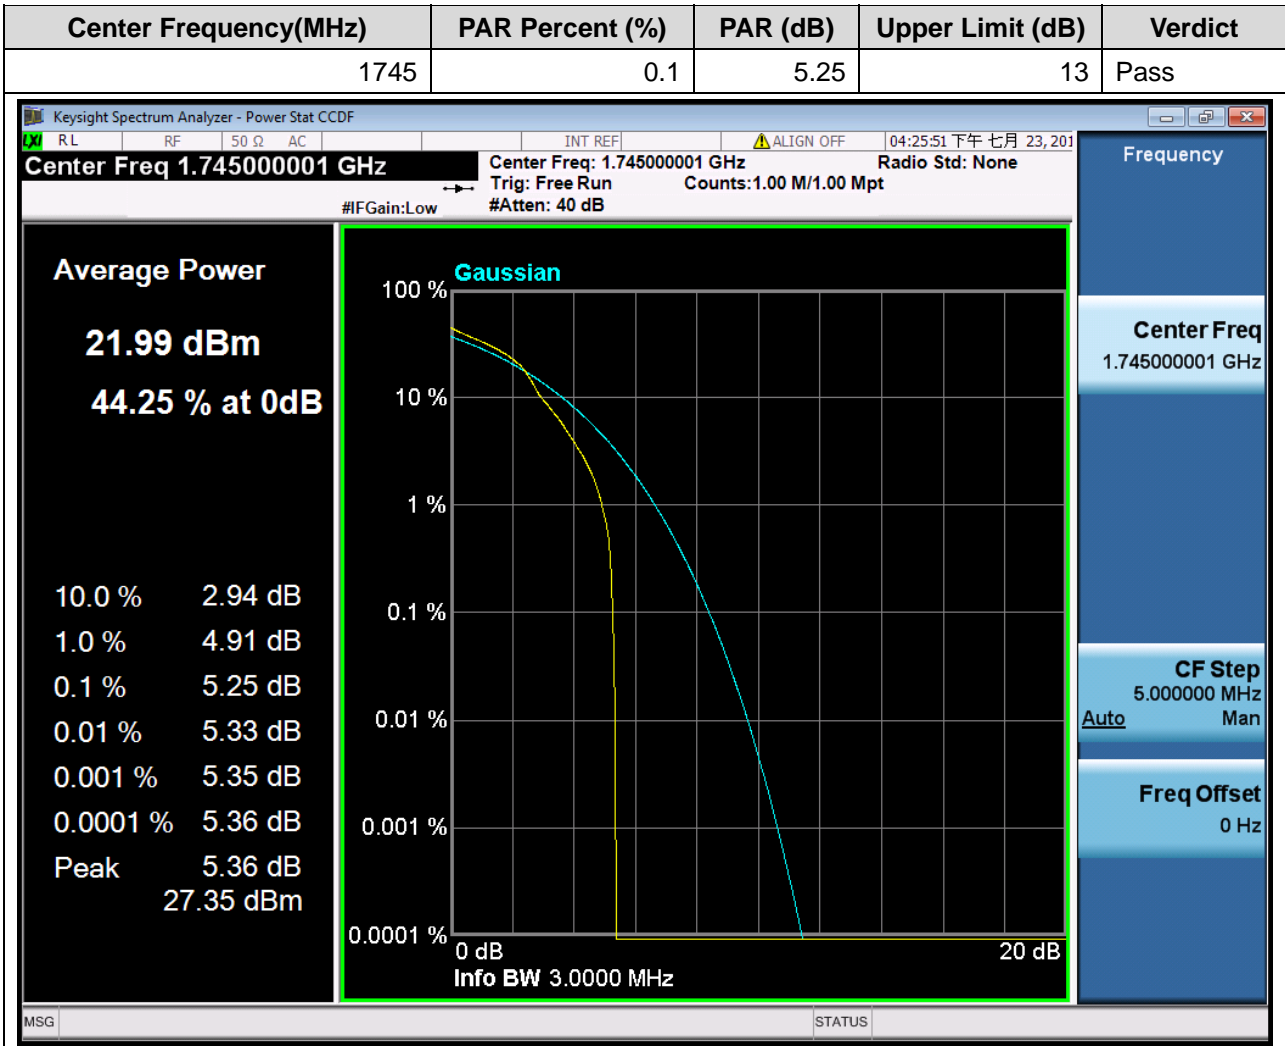 Center Frequency(MHz) PAR Percent (%) PAR (dB) Upper Limit (dB) Verdict
1745 0.1 5.25 13 Pass
Keysight Spectrum Analyzer - Power Stat CCDF
LXI RL RF 50 Ω AC INT REF ALIGN OFF 04:25:51 下午 七月 23, 201
Center Freq 1.745000001 GHz
#IFGain:Low
Center Freq: 1.745000001 GHz Radio Std: None
Trig: Free Run Counts:1.00 M/1.00 Mpt
#Atten: 40 dB
Average Power
21.99 dBm
44.25 % at 0dB
10.0 % 2.94 dB
1.0 % 4.91 dB
0.1 % 5.25 dB
0.01 % 5.33 dB
0.001 % 5.35 dB
0.0001 % 5.36 dB
Peak 5.36 dB
27.35 dBm
Gaussian
100 %
10 %
1 %
0.1 %
0.01 %
0.001 %
0.0001 %
0 dB 20 dB
Info BW 3.0000 MHz
Frequency
Center Freq
1.745000001 GHz
CF Step
5.000000 MHz
Auto Man
Freq Offset
0 Hz
MSG STATUS